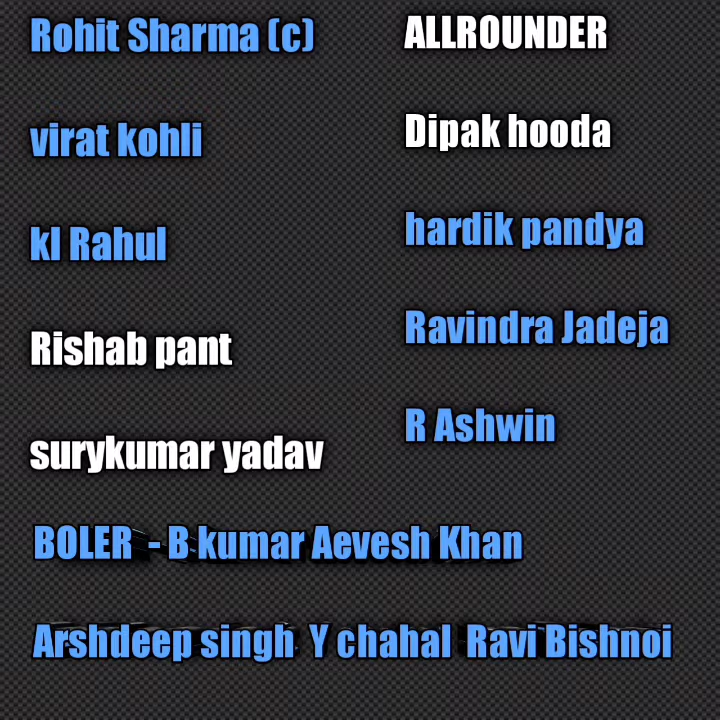 Rohit Sharma (c)
virat kohli
kl Rahul
Rishab pant
surykumar yadav
ALLROUNDER
Dipak hooda
hardik pandya
Ravindra Jadeja
R Ashwin
BOLER - B kumar Aevesh Khan
Arshdeep singh Y chahal Ravi Bishnoi